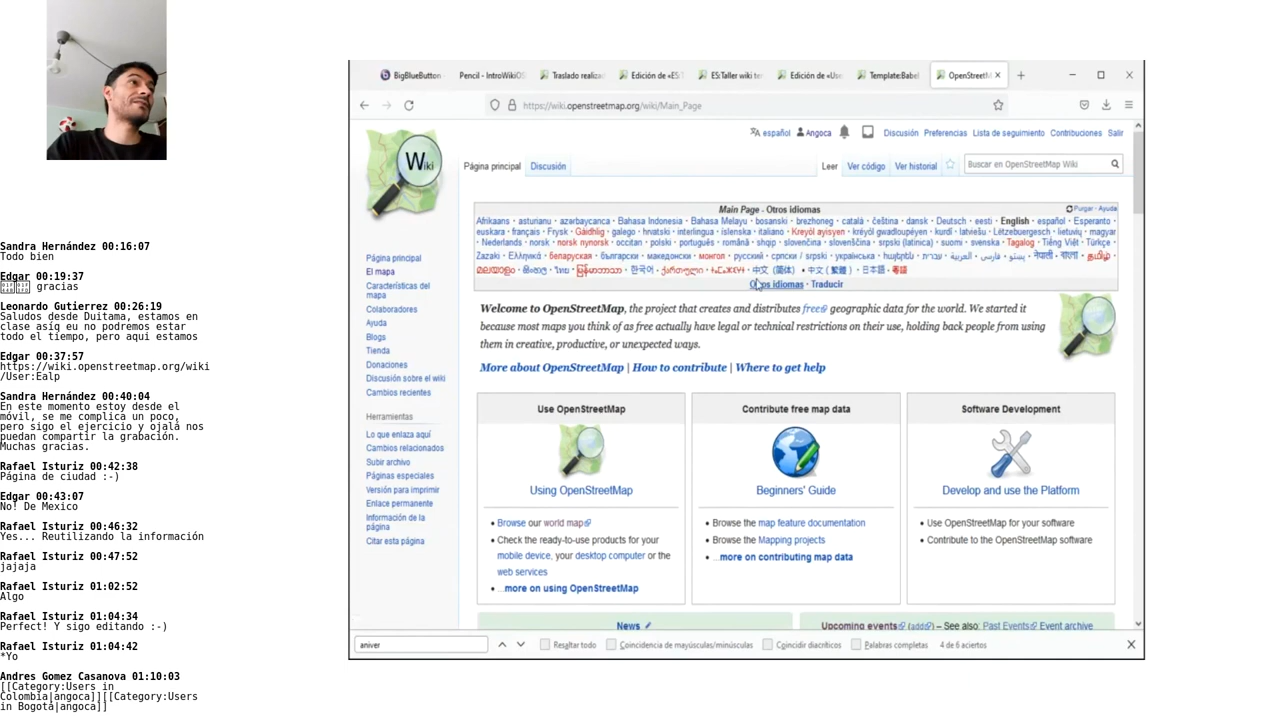 Sandra Hernández 00:16:07
Todo bien
Edgar 00:19:37
gracias
Leonardo Gutierrez 00:26:19
Saludos desde Duitama, estamos en
clase asíq eu no podremos estar
todo el tiempo, pero aqui estamos
Edgar 00:37:57
https://wiki.openstreetmap.org/wiki
/User:Ealp
Sandra Hernández 00:40:04
En este momento estoy desde el
móvil, se me complica un poco,
pero sigo el ejercicio y ojalá nos
puedan compartir la grabación.
Muchas gracias.
Rafael Isturiz 00:42:38
Página de ciudad :-)
Edgar 00:43:07
No! De Mexico
Rafael Isturiz 00:46:32
Yes... Reutilizando la información
Rafael Isturiz 00:47:52
jajaja
Rafael Isturiz 01:02:52
Algo
Rafael Isturiz 01:04:34
Perfect! Y sigo editando :-)
Rafael Isturiz 01:04:42
*Yo
Andres Gomez Casanova 01:10:03
[[Category:Users in
Colombia|angoca]][[Category:Users
in Bogotá|angoca]]
BigBlueButton Pencil - IntroWikiOS Traslado realiza Edición de «ES:T ES:Taller wiki te Edición de «Use Template:Babel OpenStreetM
https://wiki.openstreetmap.org/wiki/Main_Page
español Angoca Discusión Preferencias Lista de seguimiento Contribuciones Salir
Wiki
Página principal Discusión Leer Ver código Ver historial Buscar en OpenStreetMap Wiki
Main Page - Otros idiomas Purgar - Ayuda
Afrikaans · asturianu · azərbaycanca · Bahasa Indonesia · Bahasa Melayu · bosanski · brezhoneg · català · čeština · dansk · Deutsch · eesti · English · español · Esperanto ·
euskara · français · Frysk · Gàidhlig · galego · hrvatski · interlingua · íslenska · italiano · Kreyòl ayisyen · kréyòl gwadloupéyen · kurdî · latviešu · Lëtzebuergesch · lietuvių · magyar
· Nederlands · norsk · norsk nynorsk · occitan · polski · português · română · shqip · slovenčina · slovenščina · srpski (latinica) · suomi · svenska · Tagalog · Tiếng Việt · Türkçe ·
Zazaki · Ελληνικά · беларуская · български · македонски · монгол · русский · српски / srpski · українська · հայերեն · עברית · العربية · فارسی · پښتو · नेपाली · বাংলা · தமிழ் ·
മലയാളം · සිංහල · ไทย · မြန်မာဘာသာ · 한국어 · ქართული · ⵜⴰⵎⴰⵣⵉⵖⵜ · 中文 (简体) · 中文 (繁體) · 日本語 · 粵語
Otros idiomas · Traducir
Welcome to OpenStreetMap, the project that creates and distributes free geographic data for the world. We started it
because most maps you think of as free actually have legal or technical restrictions on their use, holding back people from using
them in creative, productive, or unexpected ways.
More about OpenStreetMap | How to contribute | Where to get help
Página principal
El mapa
Características del
mapa
Colaboradores
Ayuda
Blogs
Tienda
Donaciones
Discusión sobre el wiki
Cambios recientes
Herramientas
Lo que enlaza aquí
Cambios relacionados
Subir archivo
Páginas especiales
Versión para imprimir
Enlace permanente
Información de la
página
Citar esta página
Use OpenStreetMap
Using OpenStreetMap
• Browse our world map
• Check the ready-to-use products for your
mobile device, your desktop computer or the
web services
• ...more on using OpenStreetMap
Contribute free map data
Beginners' Guide
• Browse the map feature documentation
• Browse the Mapping projects
• ...more on contributing map data
Software Development
Develop and use the Platform
• Use OpenStreetMap for your software
• Contribute to the OpenStreetMap software
News
Upcoming events (add) – See also: Past Events Event archive
aniver Resaltar todo Coincidencia de mayúsculas/minúsculas Coincidir diacríticos Palabras completas 4 de 6 aciertos